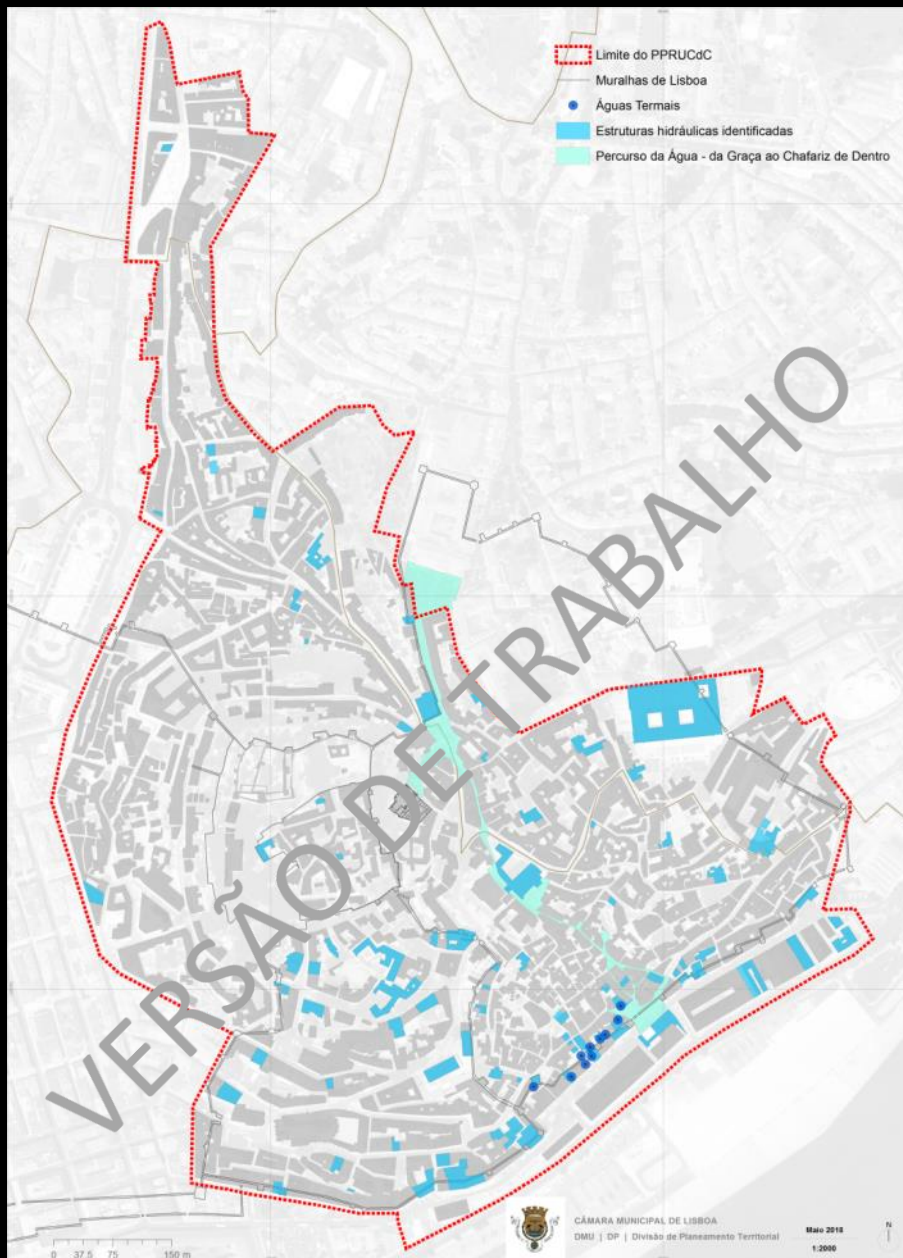 Limite do PPRUCdC
Muralhas de Lisboa
Águas Termais
Estruturas hidráulicas identificadas
Percurso da Água - da Graça ao Chafariz de Dentro
VERSÃO DE TRABALHO
CÂMARA MUNICIPAL DE LISBOA
DMU | DP | Divisão de Planeamento Territorial
Maio 2018
1:2000
N
0 37.5 75 150 m